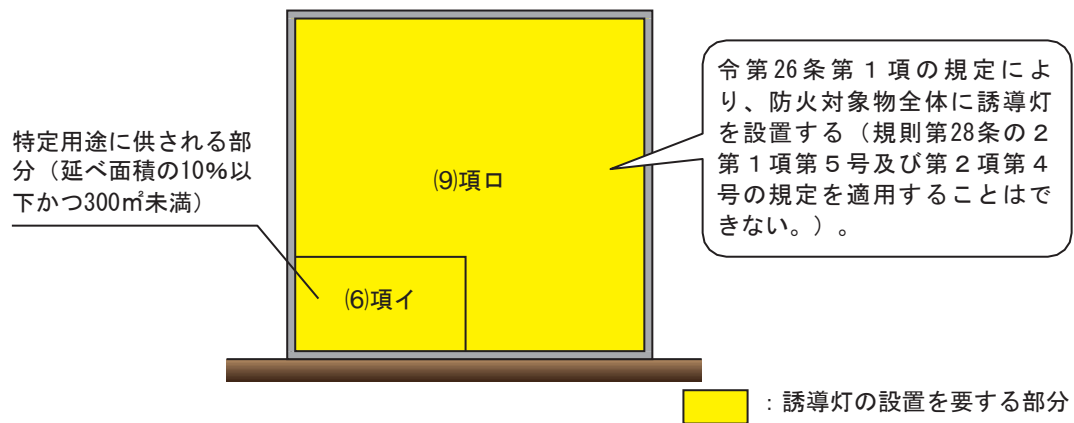 特定用途に供される部
分（延べ面積の10%以
下かつ300㎡未満）
⑼項ロ
⑹項イ
令第26条第１項の規定によ
り、防火対象物全体に誘導灯
を設置する（規則第28条の２
第１項第５号及び第２項第４
号の規定を適用することはで
きない。）。
：誘導灯の設置を要する部分